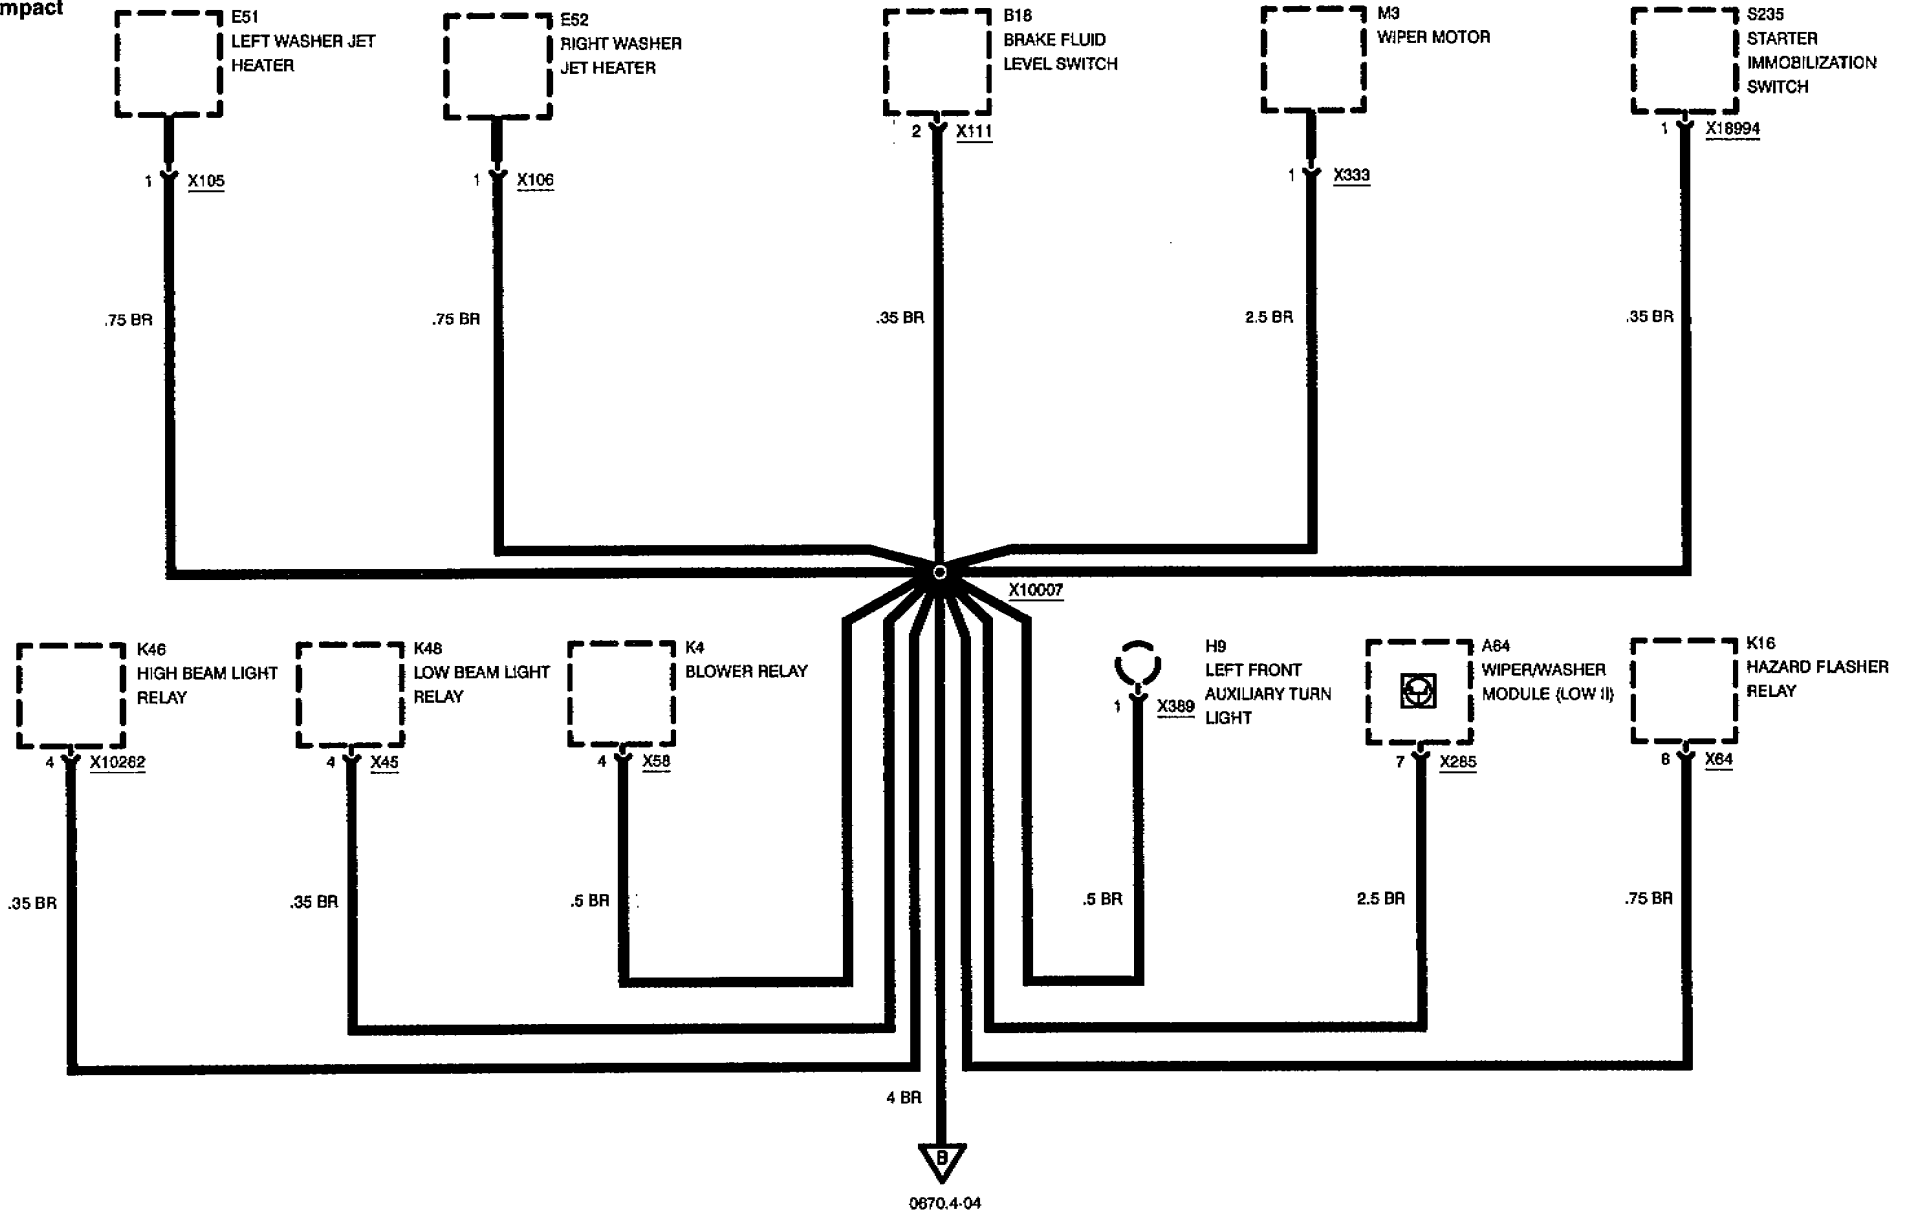 mpact
E51
LEFT WASHER JET
HEATER
E52
RIGHT WASHER
JET HEATER
B18
BRAKE FLUID
LEVEL SWITCH
M3
WIPER MOTOR
S235
STARTER
IMMOBILIZATION
SWITCH
1 X105
1 X106
2 X111
1 X333
1 X18994
.75 BR
.75 BR
.35 BR
2.5 BR
.35 BR
X10007
K46
HIGH BEAM LIGHT
RELAY
K48
LOW BEAM LIGHT
RELAY
K4
BLOWER RELAY
H9
LEFT FRONT
AUXILIARY TURN
LIGHT
A64
WIPER/WASHER
MODULE (LOW II)
K16
HAZARD FLASHER
RELAY
4 X10262
4 X45
4 X58
1 X389
7 X285
6 X64
.35 BR
.35 BR
.5 BR
.5 BR
2.5 BR
.75 BR
4 BR
B
0670.4-04